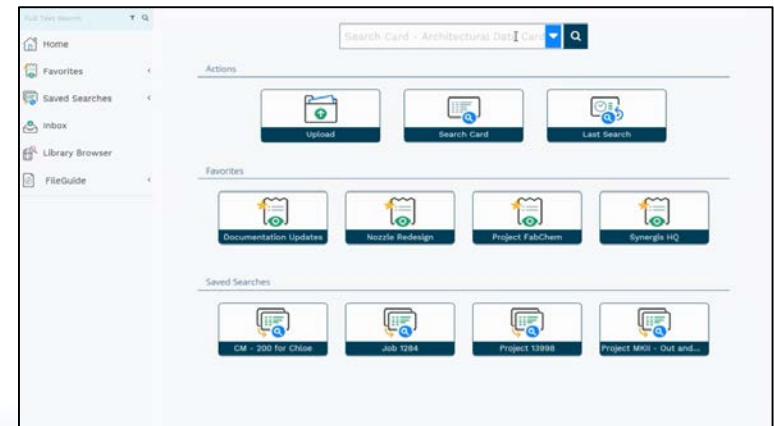 Full Text Search
Home
Favorites
Saved Searches
Inbox
Library Browser
FileGuide
Search Card - Architectural Data Card
Actions
Upload
Search Card
Last Search
Favorites
Documentation Updates
Nozzle Redesign
Project FabChem
Synergis HQ
Saved Searches
CM - 200 for Chloe
Job 1284
Project 13998
Project MKII - Out and...